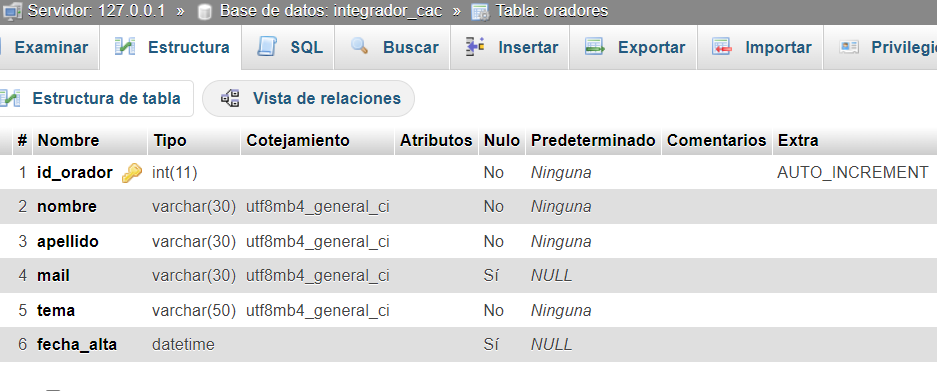 Servidor: 127.0.0.1 » Base de datos: integrador_cac » Tabla: oradores
Examinar Estructura SQL Buscar Insertar Exportar Importar
Estructura de tabla Vista de relaciones
# Nombre Tipo Cotejamiento Atributos Nulo Predeterminado Comentarios Extra
1 id_orador int(11) No Ninguna AUTO_INCREMENT
2 nombre varchar(30) utf8mb4_general_ci No Ninguna
3 apellido varchar(30) utf8mb4_general_ci No Ninguna
4 mail varchar(30) utf8mb4_general_ci Sí NULL
5 tema varchar(50) utf8mb4_general_ci No Ninguna
6 fecha_alta datetime Sí NULL